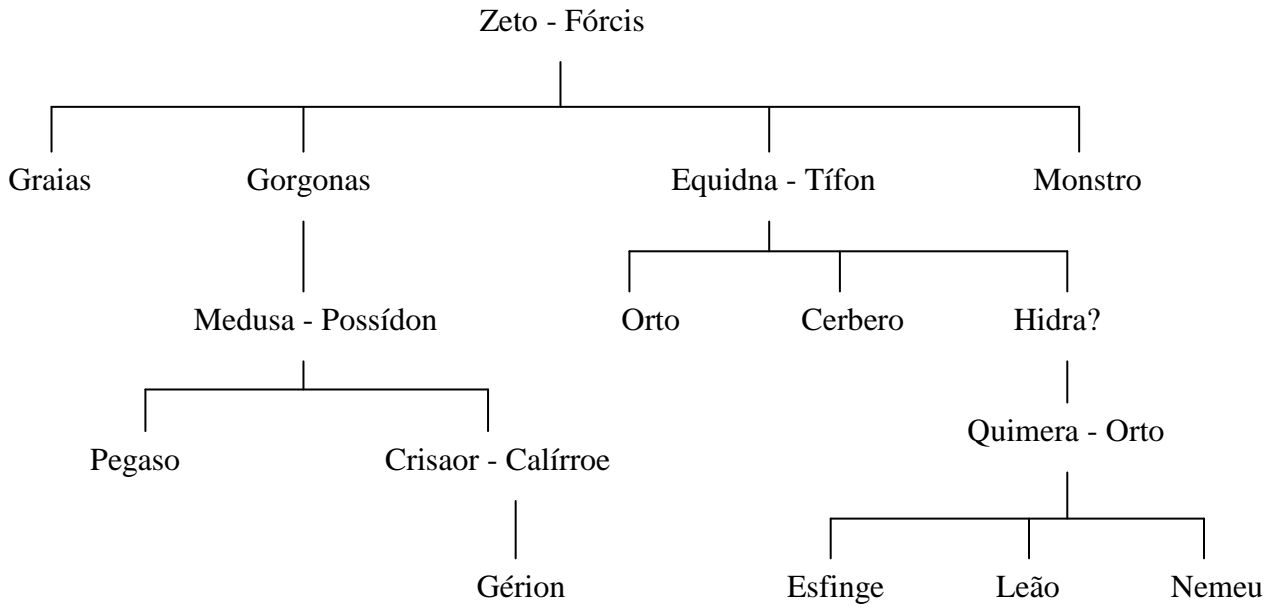 Zeto - Fórcis
Graias Gorgonas Equidna - Tífon Monstro
Medusa - Possídon Orto Cerbero Hidra?
Quimera - Orto
Pegaso Crisaor - Calírroe
Gérion Esfinge Leão Nemeu